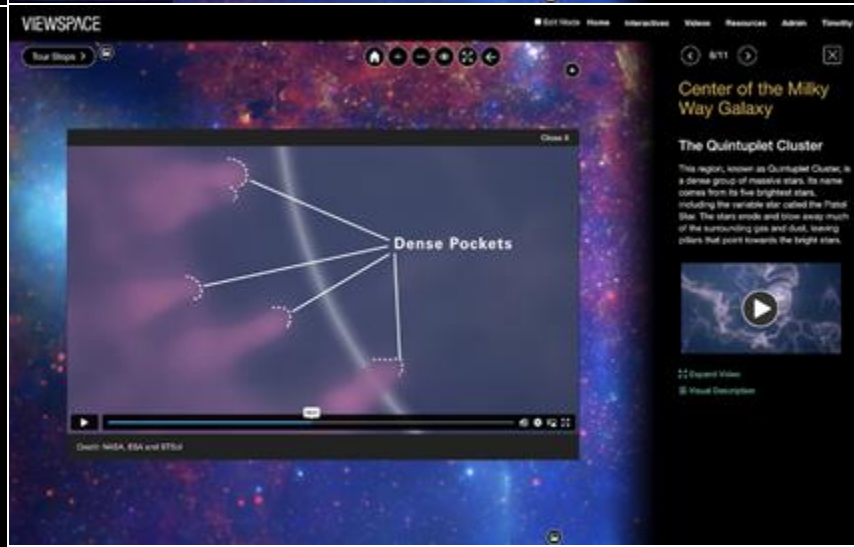 VIEWSPACE
Edit Mode Home Interactives Videos Resources Admin Timothy
Tour Stops >
6/11
Center of the Milky
Way Galaxy
The Quintuplet Cluster
This region, known as Quintuplet Cluster, is
a dense group of massive stars. Its name
comes from its five brightest stars,
including the variable star called the Pistol
Star. The stars erode and blow away much
of the surrounding gas and dust, leaving
pillars that point towards the bright stars.
Expand Video
Visual Description
Close X
Dense Pockets
Credit: NASA, ESA and STScI